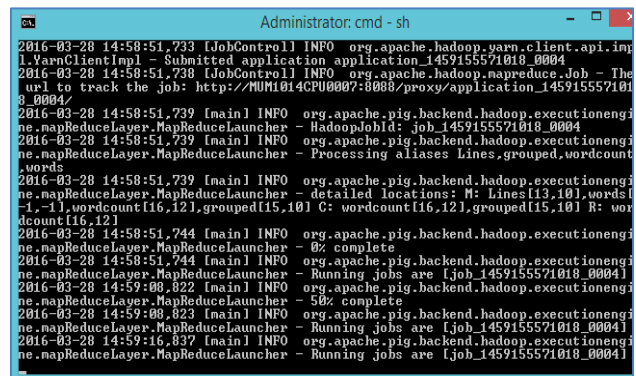 Administrator: cmd - sh
2016-03-28 14:58:51,733 [JobControl] INFO  org.apache.hadoop.yarn.client.api.imp
l.YarnClientImpl - Submitted application application_1459155571018_0004
2016-03-28 14:58:51,738 [JobControl] INFO  org.apache.hadoop.mapreduce.Job - The
 url to track the job: http://MUM1014CPU0007:8088/proxy/application_145915557101
8_0004/
2016-03-28 14:58:51,739 [main] INFO  org.apache.pig.backend.hadoop.executionengi
ne.mapReduceLayer.MapReduceLauncher - HadoopJobId: job_1459155571018_0004
2016-03-28 14:58:51,739 [main] INFO  org.apache.pig.backend.hadoop.executionengi
ne.mapReduceLayer.MapReduceLauncher - Processing aliases Lines,grouped,wordcount
,words
2016-03-28 14:58:51,739 [main] INFO  org.apache.pig.backend.hadoop.executionengi
ne.mapReduceLayer.MapReduceLauncher - detailed locations: M: Lines[13,10],words[
-1,-1],wordcount[16,12],grouped[15,10] C: wordcount[16,12],grouped[15,10] R: wor
dcount[16,12]
2016-03-28 14:58:51,744 [main] INFO  org.apache.pig.backend.hadoop.executionengi
ne.mapReduceLayer.MapReduceLauncher - 0% complete
2016-03-28 14:58:51,744 [main] INFO  org.apache.pig.backend.hadoop.executionengi
ne.mapReduceLayer.MapReduceLauncher - Running jobs are [job_1459155571018_0004]
2016-03-28 14:59:08,822 [main] INFO  org.apache.pig.backend.hadoop.executionengi
ne.mapReduceLayer.MapReduceLauncher - 50% complete
2016-03-28 14:59:08,823 [main] INFO  org.apache.pig.backend.hadoop.executionengi
ne.mapReduceLayer.MapReduceLauncher - Running jobs are [job_1459155571018_0004]
2016-03-28 14:59:16,837 [main] INFO  org.apache.pig.backend.hadoop.executionengi
ne.mapReduceLayer.MapReduceLauncher - Running jobs are [job_1459155571018_0004]